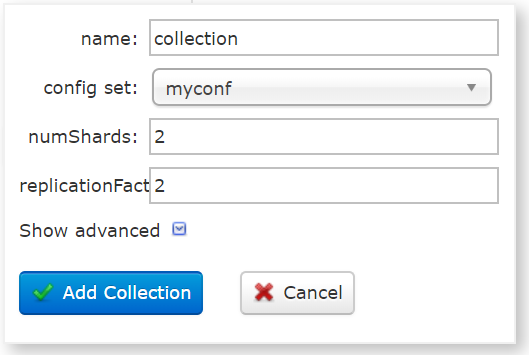 name: collection
config set: myconf
numShards: 2
replicationFact 2
Show advanced
Add Collection Cancel